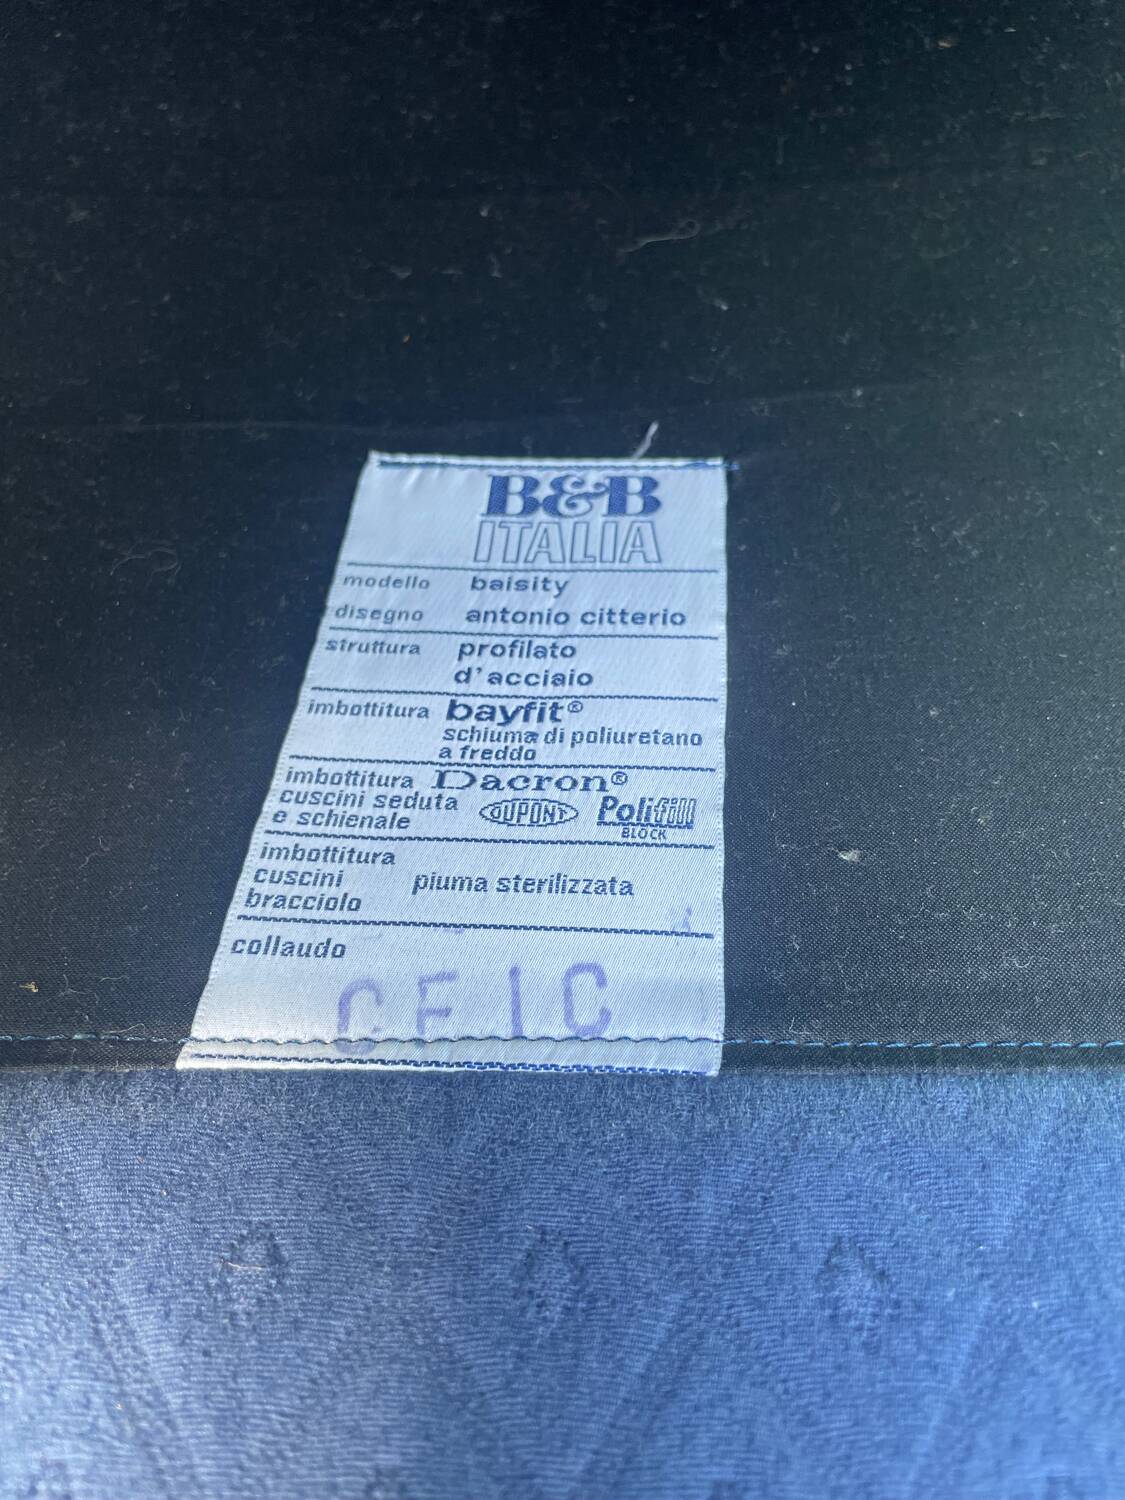 B&B
ITALIA
modello baisity
disegno antonio citterio
struttura profilato
d'acciaio
imbottitura bayfit®
schiuma di poliuretano
a freddo
imbottitura Dacron®
cuscini seduta DUPONT Polifill
e schienale BLOCK
imbottitura
cuscini piuma sterilizzata
bracciolo
collaudo
CFIC